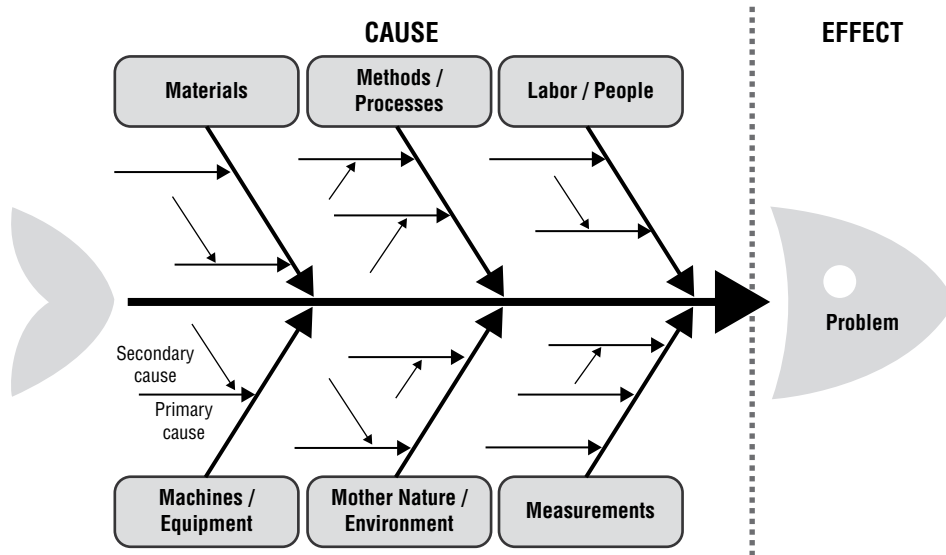 CAUSE
EFFECT
Materials
Methods /
Processes
Labor / People
Problem
Secondary
cause
Primary
cause
Machines /
Equipment
Mother Nature /
Environment
Measurements